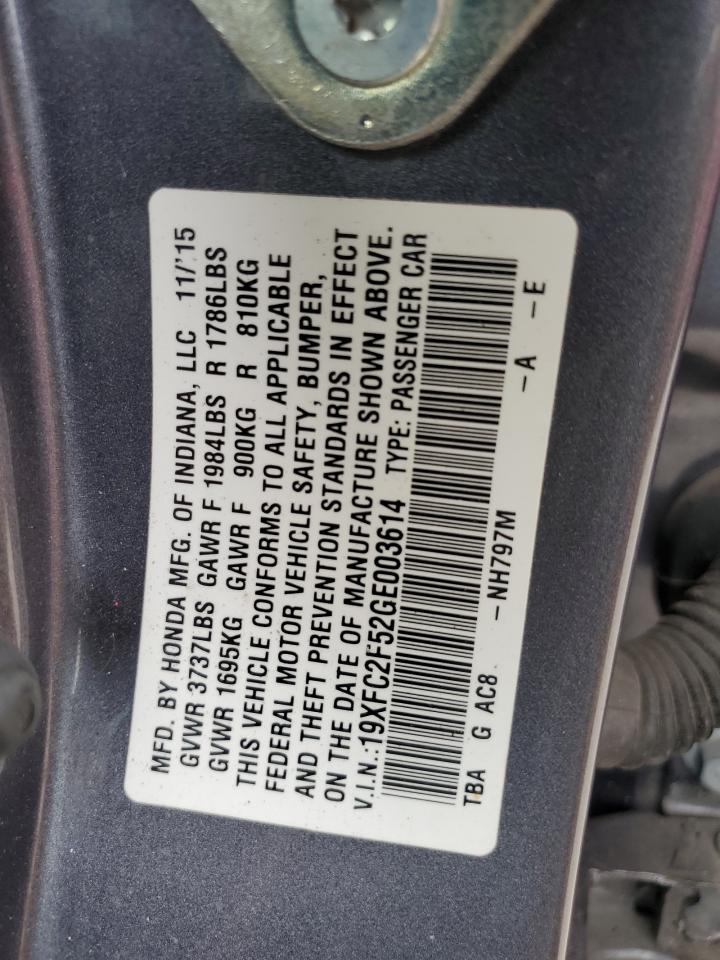 MFD. BY HONDA MFG. OF INDIANA, LLC 11/'15
GVWR 3737LBS GAWR F 1984LBS R 1786LBS
GVWR 1695KG GAWR F 900KG R 810KG
THIS VEHICLE CONFORMS TO ALL APPLICABLE
FEDERAL MOTOR VEHICLE SAFETY, BUMPER,
AND THEFT PREVENTION STANDARDS IN EFFECT
ON THE DATE OF MANUFACTURE SHOWN ABOVE.
V.I.N.:19XFC2F52GE003614 TYPE: PASSENGER CAR
TBA G AC8 -NH797M -A -E